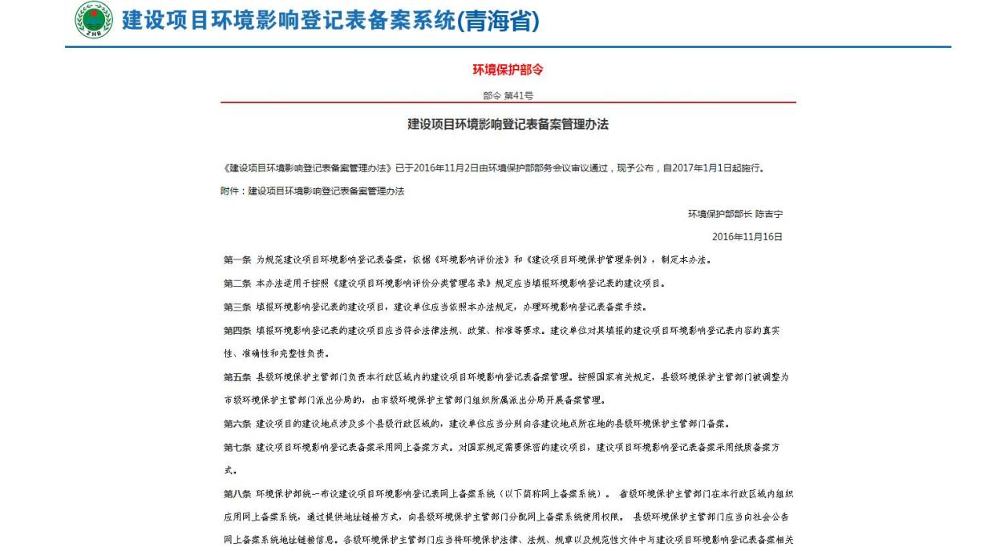 ZHB
建设项目环境影响登记表备案系统(青海省)
环境保护部令
部令 第41号
建设项目环境影响登记表备案管理办法
《建设项目环境影响登记表备案管理办法》已于2016年11月2日由环境保护部部务会议审议通过，现予公布，自2017年1月1日起施行。
附件：建设项目环境影响登记表备案管理办法
环境保护部部长 陈吉宁
2016年11月16日
第一条 为规范建设项目环境影响登记表备案，依据《环境影响评价法》和《建设项目环境保护管理条例》，制定本办法。
第二条 本办法适用于按照《建设项目环境影响评价分类管理名录》规定应当填报环境影响登记表的建设项目。
第三条 填报环境影响登记表的建设项目，建设单位应当依照本办法规定，办理环境影响登记表备案手续。
第四条 填报环境影响登记表的建设项目应当符合法律法规、政策、标准等要求。建设单位对其填报的建设项目环境影响登记表内容的真实
性、准确性和完整性负责。
第五条 县级环境保护主管部门负责本行政区域内的建设项目环境影响登记表备案管理。按照国家有关规定，县级环境保护主管部门被调整为
市级环境保护主管部门派出分局的，由市级环境保护主管部门组织所属派出分局开展备案管理。
第六条 建设项目的建设地点涉及多个县级行政区域的，建设单位应当分别向各建设地点所在地的县级环境保护主管部门备案。
第七条 建设项目环境影响登记表备案采用网上备案方式。对国家规定需要保密的建设项目，建设项目环境影响登记表备案采用纸质备案方
式。
第八条 环境保护部统一布设建设项目环境影响登记表网上备案系统（以下简称网上备案系统）。 省级环境保护主管部门在本行政区域内组织
应用网上备案系统，通过提供地址链接方式，向县级环境保护主管部门分配网上备案系统使用权限。 县级环境保护主管部门应当向社会公告
网上备案系统地址链接信息。各级环境保护主管部门应当将环境保护法律、法规、规章以及规范性文件中与建设项目环境影响登记表备案相关